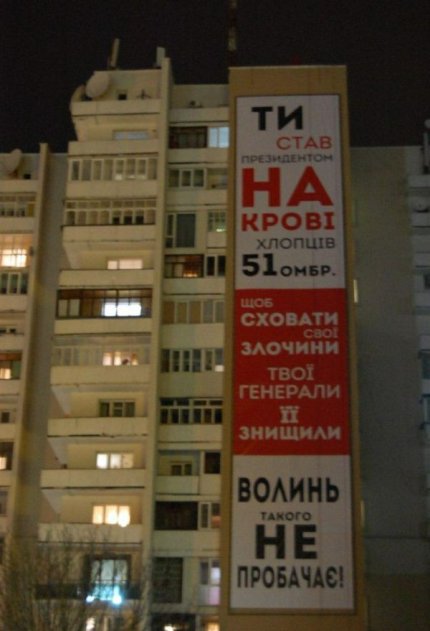 ТИ
СТАВ
ПРЕЗИДЕНТОМ
НА
КРОВІ
ХЛОПЦІВ
51 ОМБР.
ЩОБ
СХОВАТИ
СВОЇ
ЗЛОЧИНИ
ТВОЇ
ГЕНЕРАЛИ
ЇЇ
ЗНИЩИЛИ
ВОЛИНЬ
ТАКОГО
НЕ
ПРОБАЧАЄ!